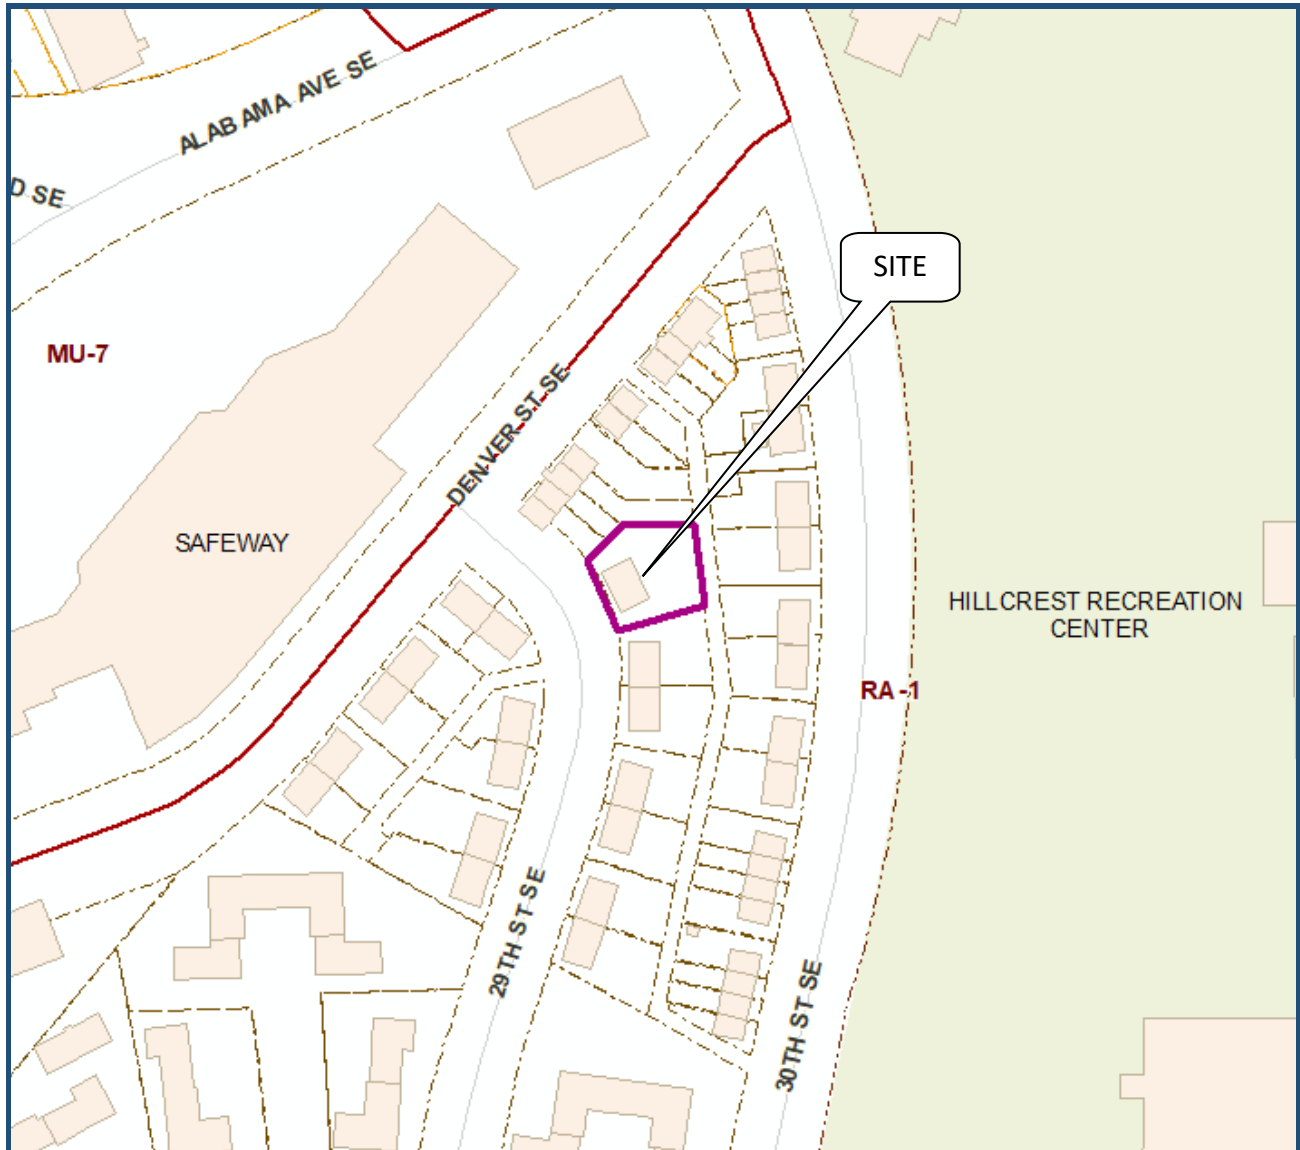 ALABAMA AVE SE
D SE
SITE
MU-7
DENVER ST SE
SAFEWAY
HILLCREST RECREATION
CENTER
RA-1
29TH ST SE
30TH ST SE